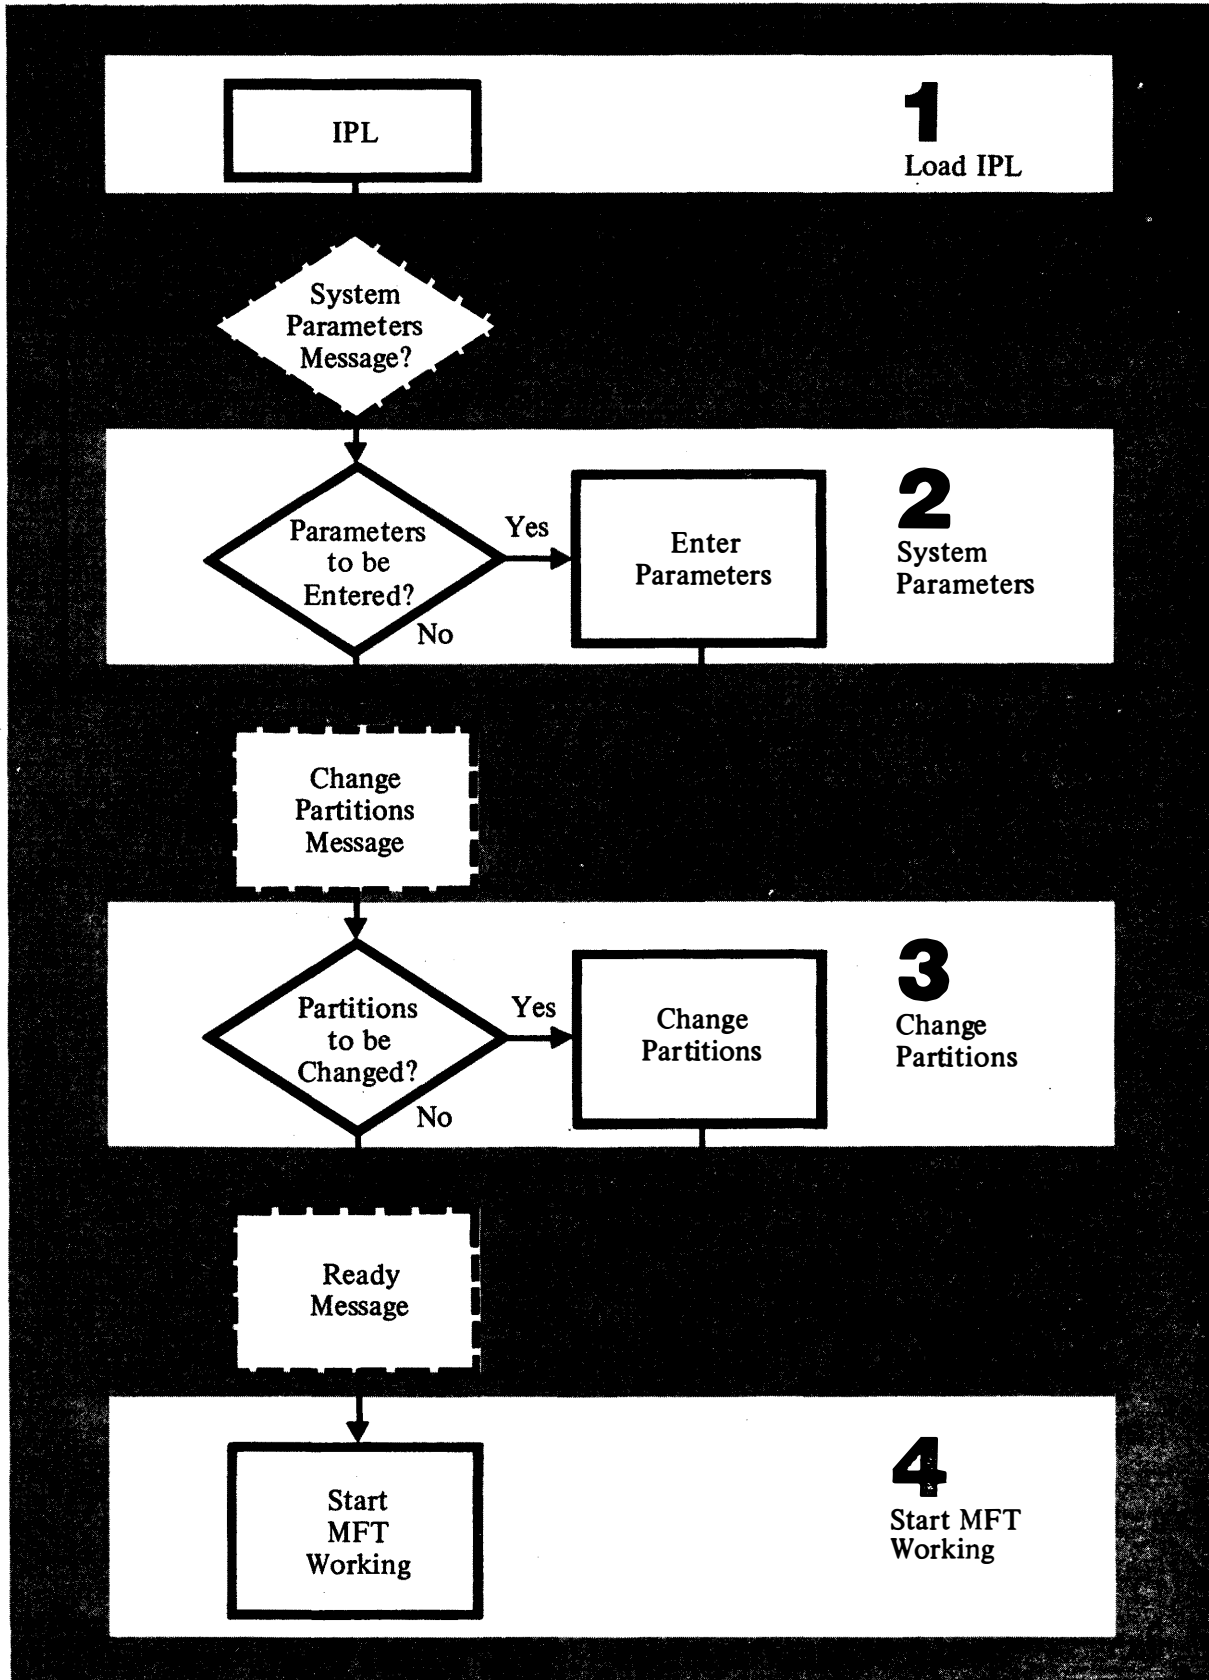 IPL
1
Load IPL
System
Parameters
Message?
Parameters
to be
Entered?
Yes
No
Enter
Parameters
2
System
Parameters
Change
Partitions
Message
Partitions
to be
Changed?
Yes
No
Change
Partitions
3
Change
Partitions
Ready
Message
Start
MFT
Working
4
Start MFT
Working